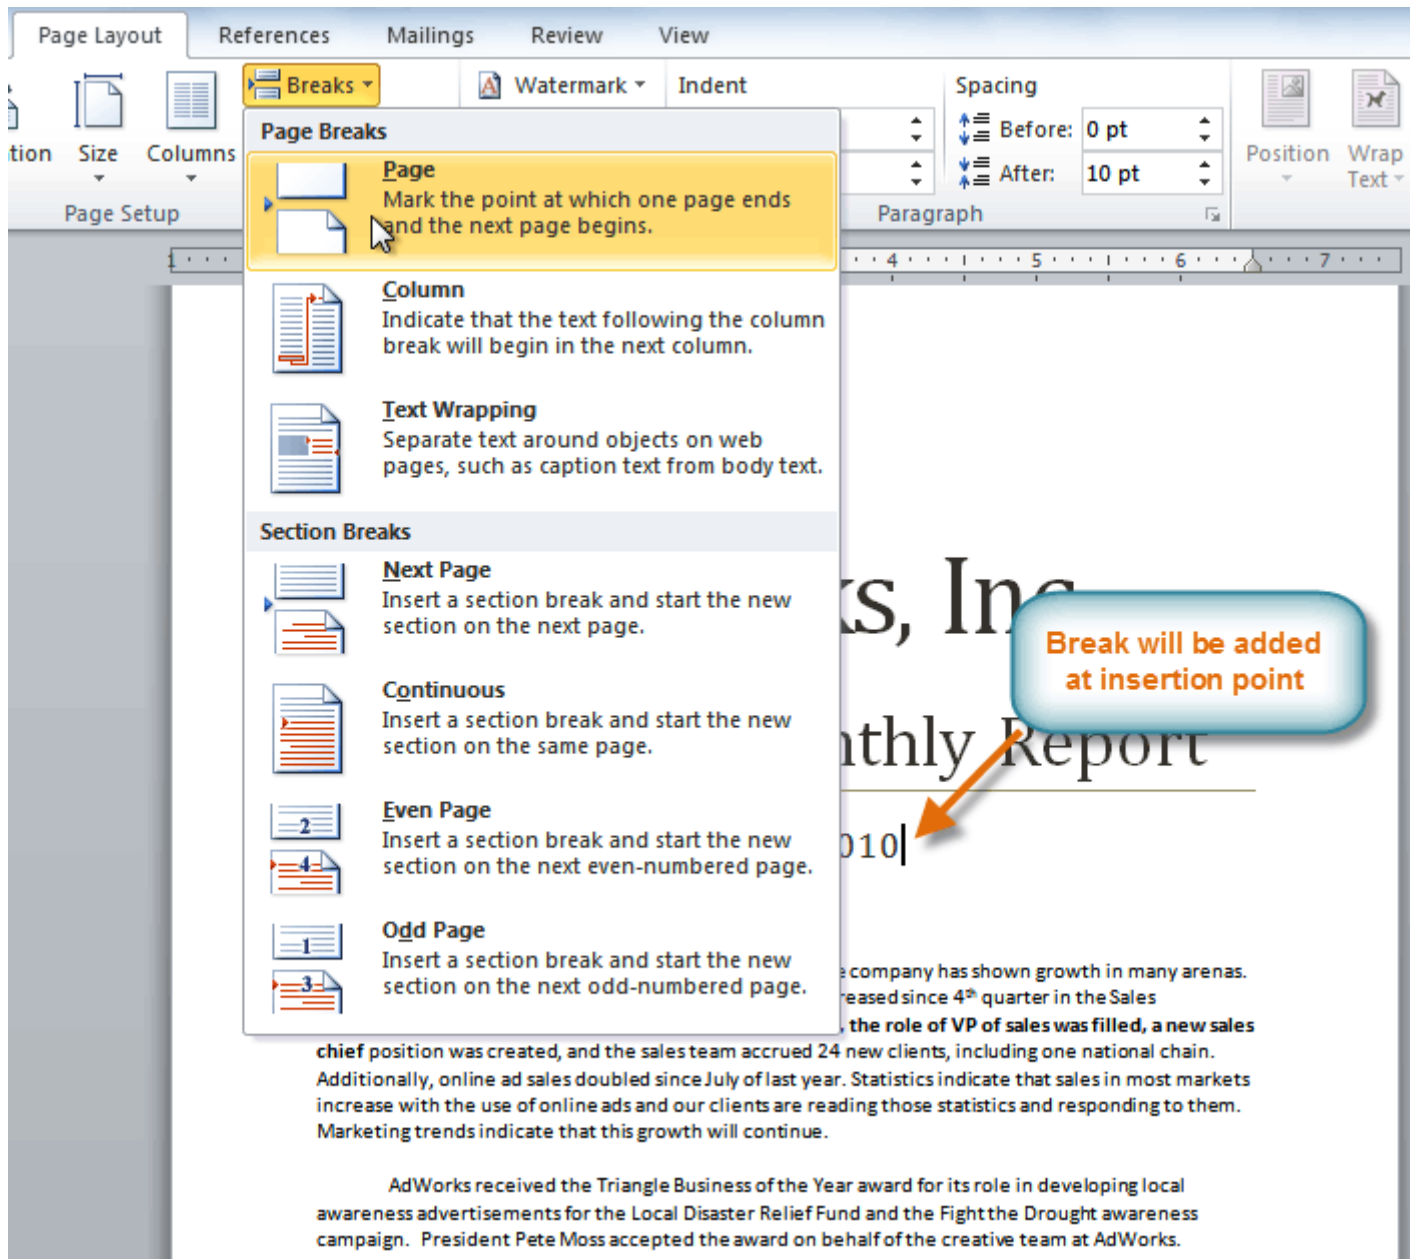 Page Layout References Mailings Review View
Breaks Watermark Indent Spacing
Before: 0 pt
After: 10 pt
Size Columns Position Wrap Text
Page Setup Paragraph
1 4 5 6 7
Page Breaks
Page
Mark the point at which one page ends
and the next page begins.
Column
Indicate that the text following the column
break will begin in the next column.
Text Wrapping
Separate text around objects on web
pages, such as caption text from body text.
Section Breaks
Next Page
Insert a section break and start the new
section on the next page.
Continuous
Insert a section break and start the new
section on the same page.
Even Page
2
Insert a section break and start the new
section on the next even-numbered page.
4
Odd Page
1
Insert a section break and start the new
section on the next odd-numbered page.
3
Inc
Break will be added
at insertion point
Report
010
company has shown growth in many arenas.
since 4th quarter in the Sales
, the role of VP of sales was filled, a new sales
chief position was created, and the sales team accrued 24 new clients, including one national chain.
Additionally, online ad sales doubled since July of last year. Statistics indicate that sales in most markets
increase with the use of online ads and our clients are reading those statistics and responding to them.
Marketing trends indicate that this growth will continue.
AdWorks received the Triangle Business of the Year award for its role in developing local
awareness advertisements for the Local Disaster Relief Fund and the Fight the Drought awareness
campaign. President Pete Moss accepted the award on behalf of the creative team at AdWorks.